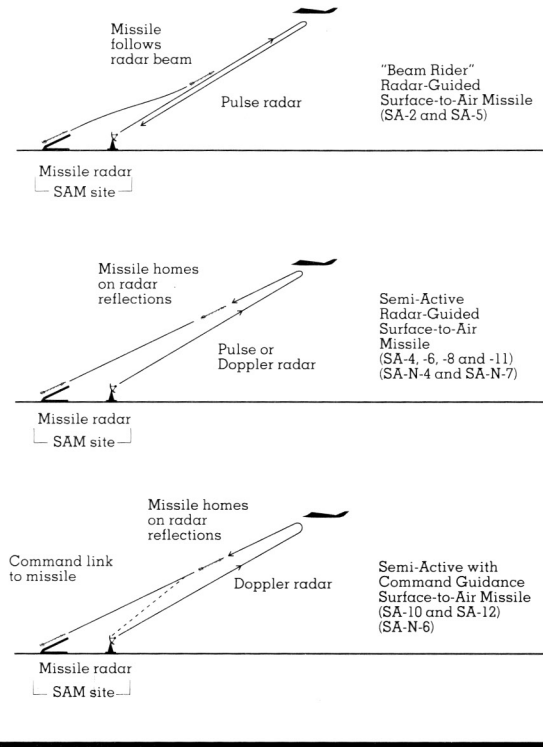 Missile
follows
radar beam
Pulse radar
"Beam Rider"
Radar-Guided
Surface-to-Air Missile
(SA-2 and SA-5)
Missile radar
SAM site
Missile homes
on radar
reflections
Pulse or
Doppler radar
Semi-Active
Radar-Guided
Surface-to-Air
Missile
(SA-4, -6, -8 and -11)
(SA-N-4 and SA-N-7)
Missile radar
SAM site
Missile homes
on radar
reflections
Command link
to missile
Doppler radar
Semi-Active with
Command Guidance
Surface-to-Air Missile
(SA-10 and SA-12)
(SA-N-6)
Missile radar
SAM site